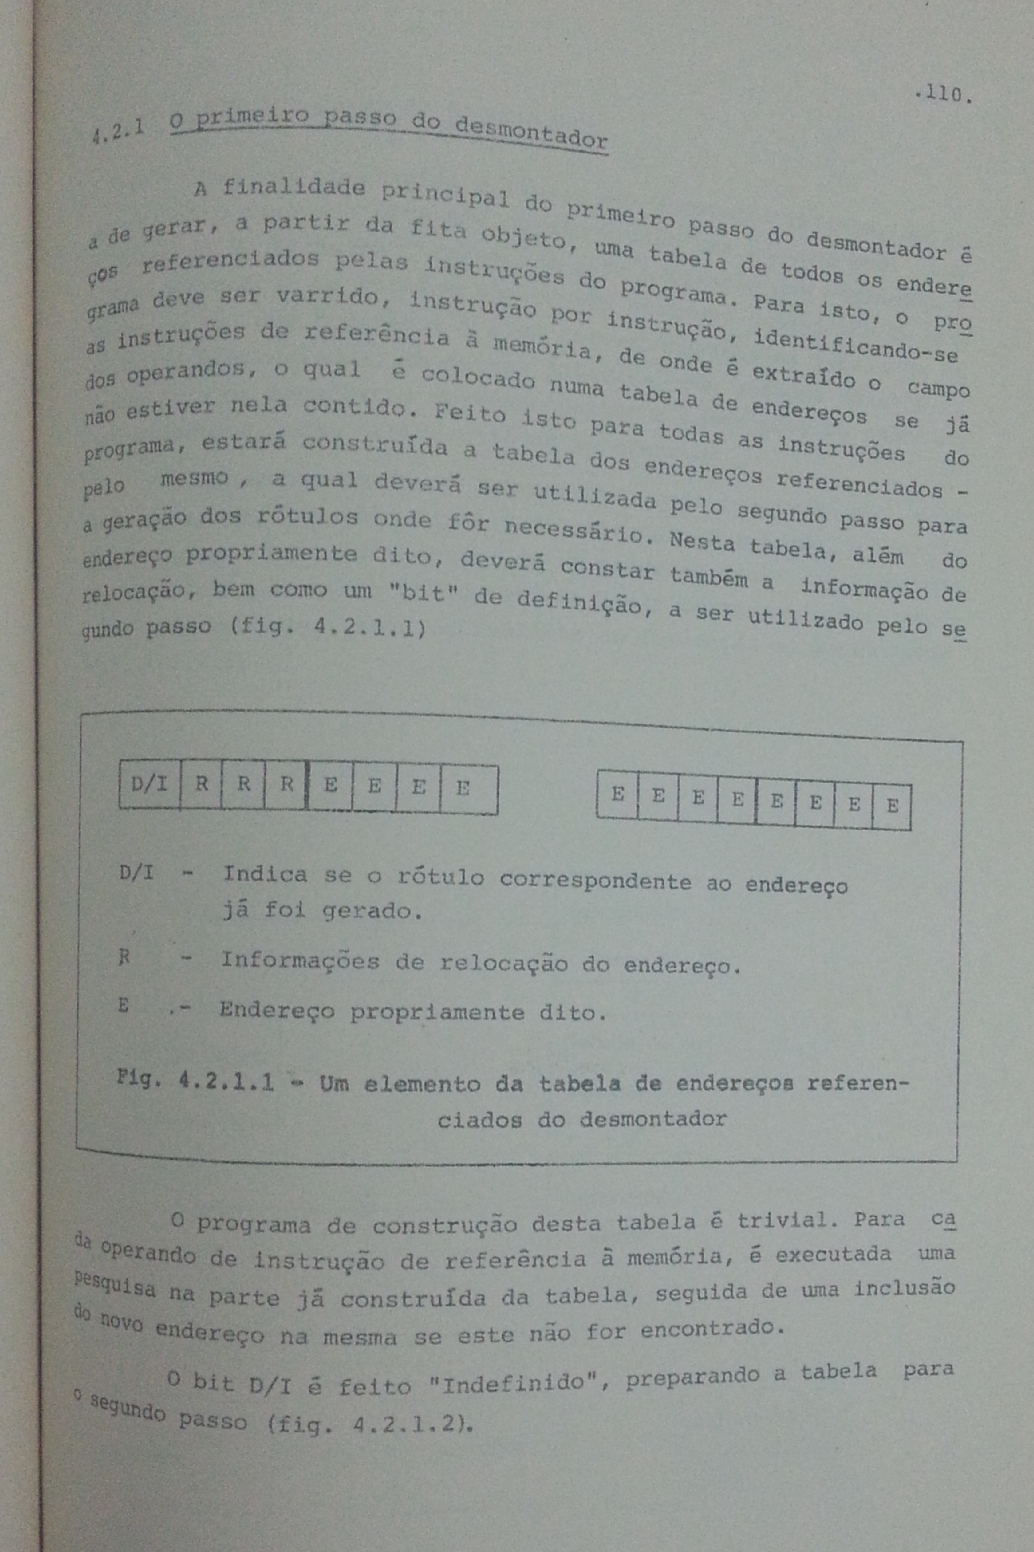 .110.
4.2.1 O primeiro passo do desmontador
A finalidade principal do primeiro passo do desmontador é
a de gerar, a partir da fita objeto, uma tabela de todos os endere
ços referenciados pelas instruções do programa. Para isto, o pro
grama deve ser varrido, instrução por instrução, identificando-se
as instruções de referência à memória, de onde é extraído o campo
dos operandos, o qual é colocado numa tabela de endereços se já
não estiver nela contido. Feito isto para todas as instruções do
programa, estará construída a tabela dos endereços referenciados -
pelo mesmo, a qual deverá ser utilizada pelo segundo passo para
a geração dos rótulos onde fôr necessário. Nesta tabela, além do
endereço propriamente dito, deverá constar também a informação de
relocação, bem como um "bit" de definição, a ser utilizado pelo se
gundo passo (fig. 4.2.1.1)
D/I R R R E E E E E E E E E E E E
D/I - Indica se o rótulo correspondente ao endereço
já foi gerado.
R - Informações de relocação do endereço.
E .- Endereço propriamente dito.
Fig. 4.2.1.1 - Um elemento da tabela de endereços referen-
ciados do desmontador
O programa de construção desta tabela é trivial. Para ca
da operando de instrução de referência à memória, é executada uma
pesquisa na parte já construída da tabela, seguida de uma inclusão
do novo endereço na mesma se este não for encontrado.
O bit D/I é feito "Indefinido", preparando a tabela para
o segundo passo (fig. 4.2.1.2).